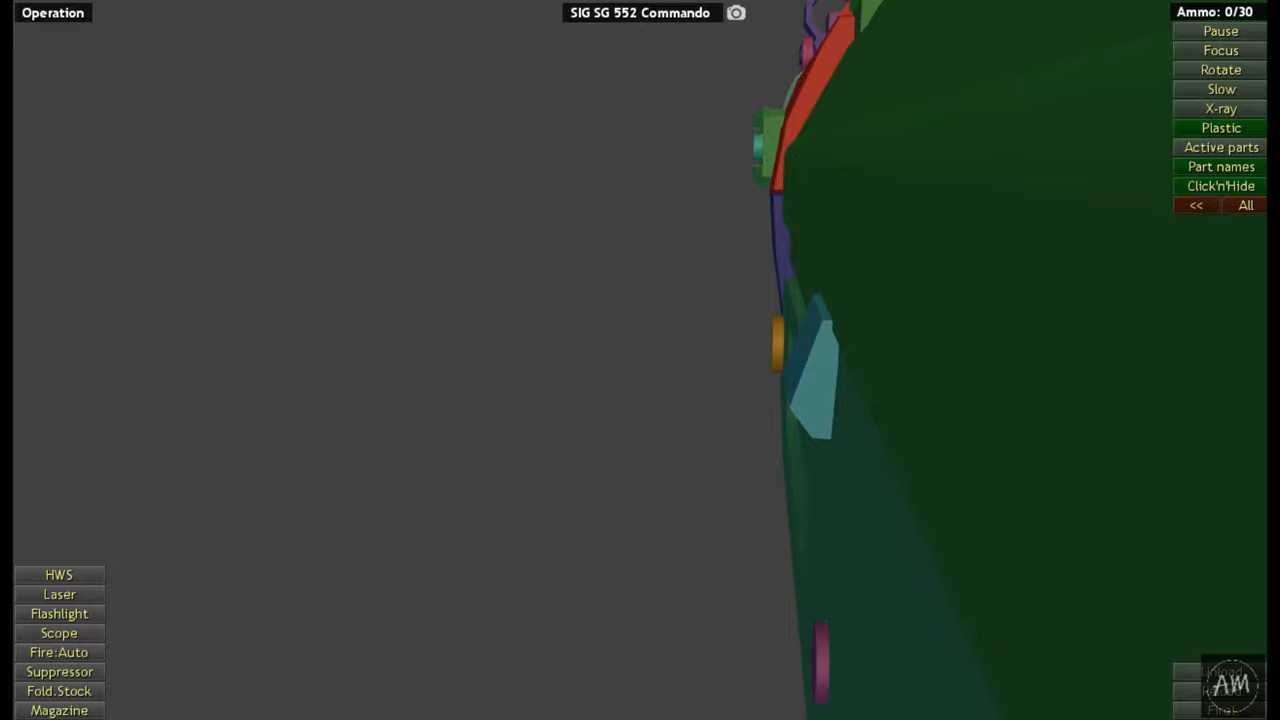 Operation
SIG SG 552 Commando
Ammo: 0/30
Pause
Focus
Rotate
Slow
X-ray
Plastic
Active parts
Part names
Click'n'Hide
<< All
HWS
Laser
Flashlight
Scope
Fire:Auto
Suppressor
Fold.Stock
Magazine
AM